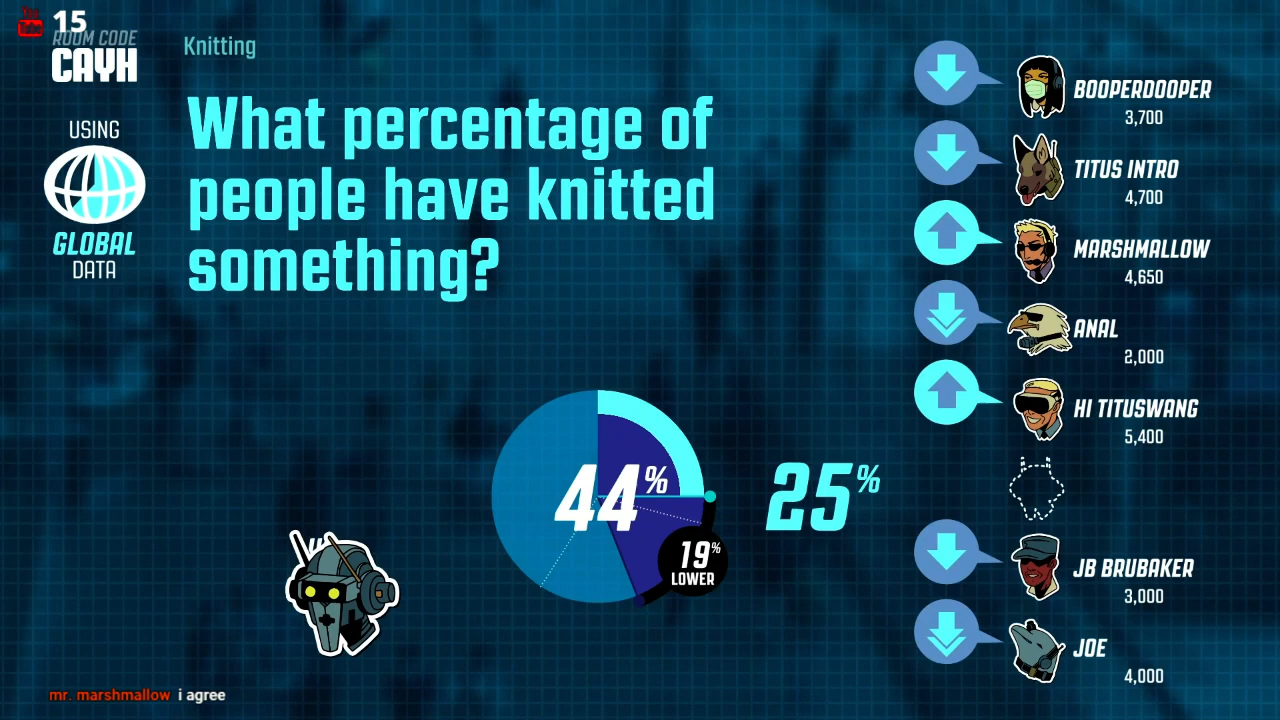 15
ROOM CODE
CAYH
USING
GLOBAL
DATA
Knitting
What percentage of
people have knitted
something?
44%
25%
19%
LOWER
BOOPERDOOPER
3,700
TITUS INTRO
4,700
MARSHMALLOW
4,650
ANAL
2,000
HI TITUSWANG
5,400
JB BRUBAKER
3,000
JOE
4,000
mr. marshmallow i agree